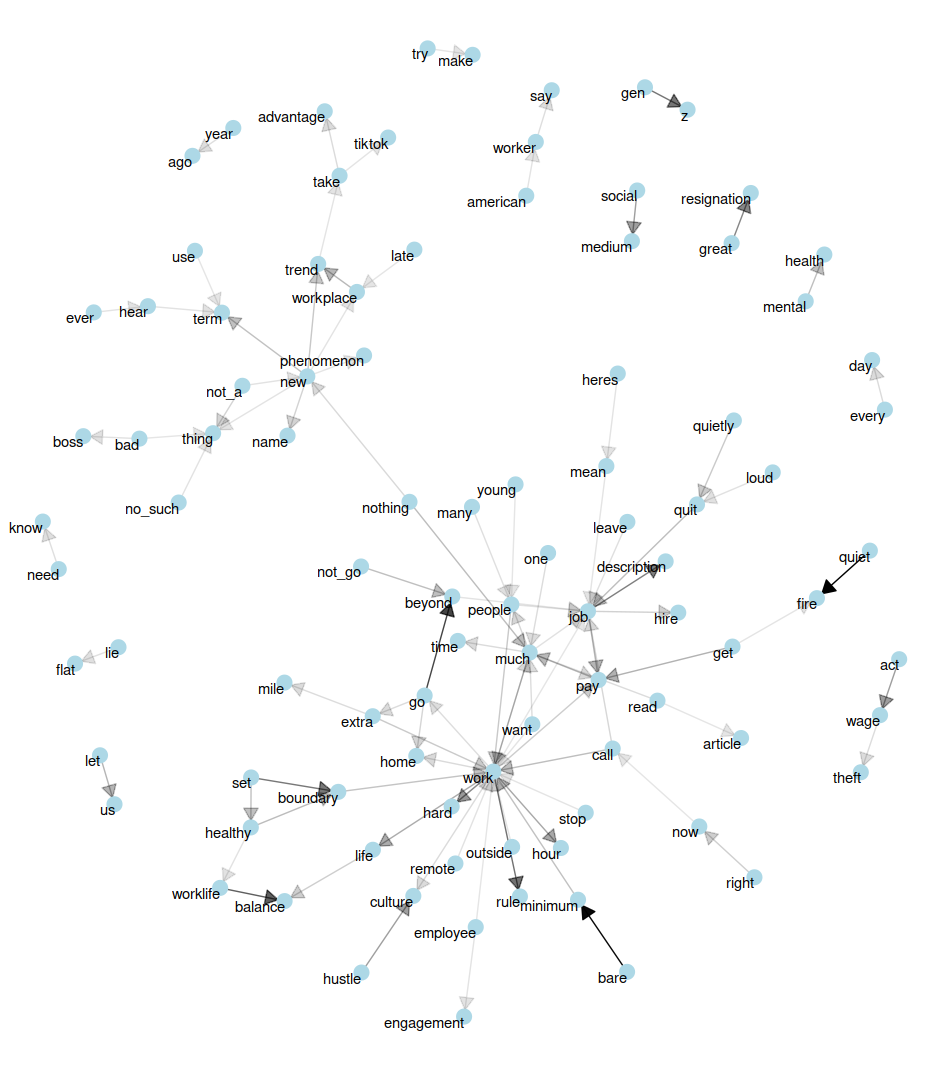 try
make
say
gen
z
advantage
year
tiktok
ago
worker
take
american
social
resignation
medium
great
use
late
trend
health
workplace
mental
ever
hear
term
phenomenon
new
day
heres
not_a
every
boss
bad
thing
name
quietly
mean
loud
young
no_sch
nothing
many
quit
know
leave
one
description
quiet
not_go
need
beyond
people
job
hire
fire
time
much
get
lie
flat
act
mile
go
pay
read
extra
want
wage
article
home
call
let
work
theft
set
boundary
us
hard
stop
healthy
now
life
outside
hour
remote
right
worklife
balance
culture
rule
minimum
employee
hustle
bare
engagement